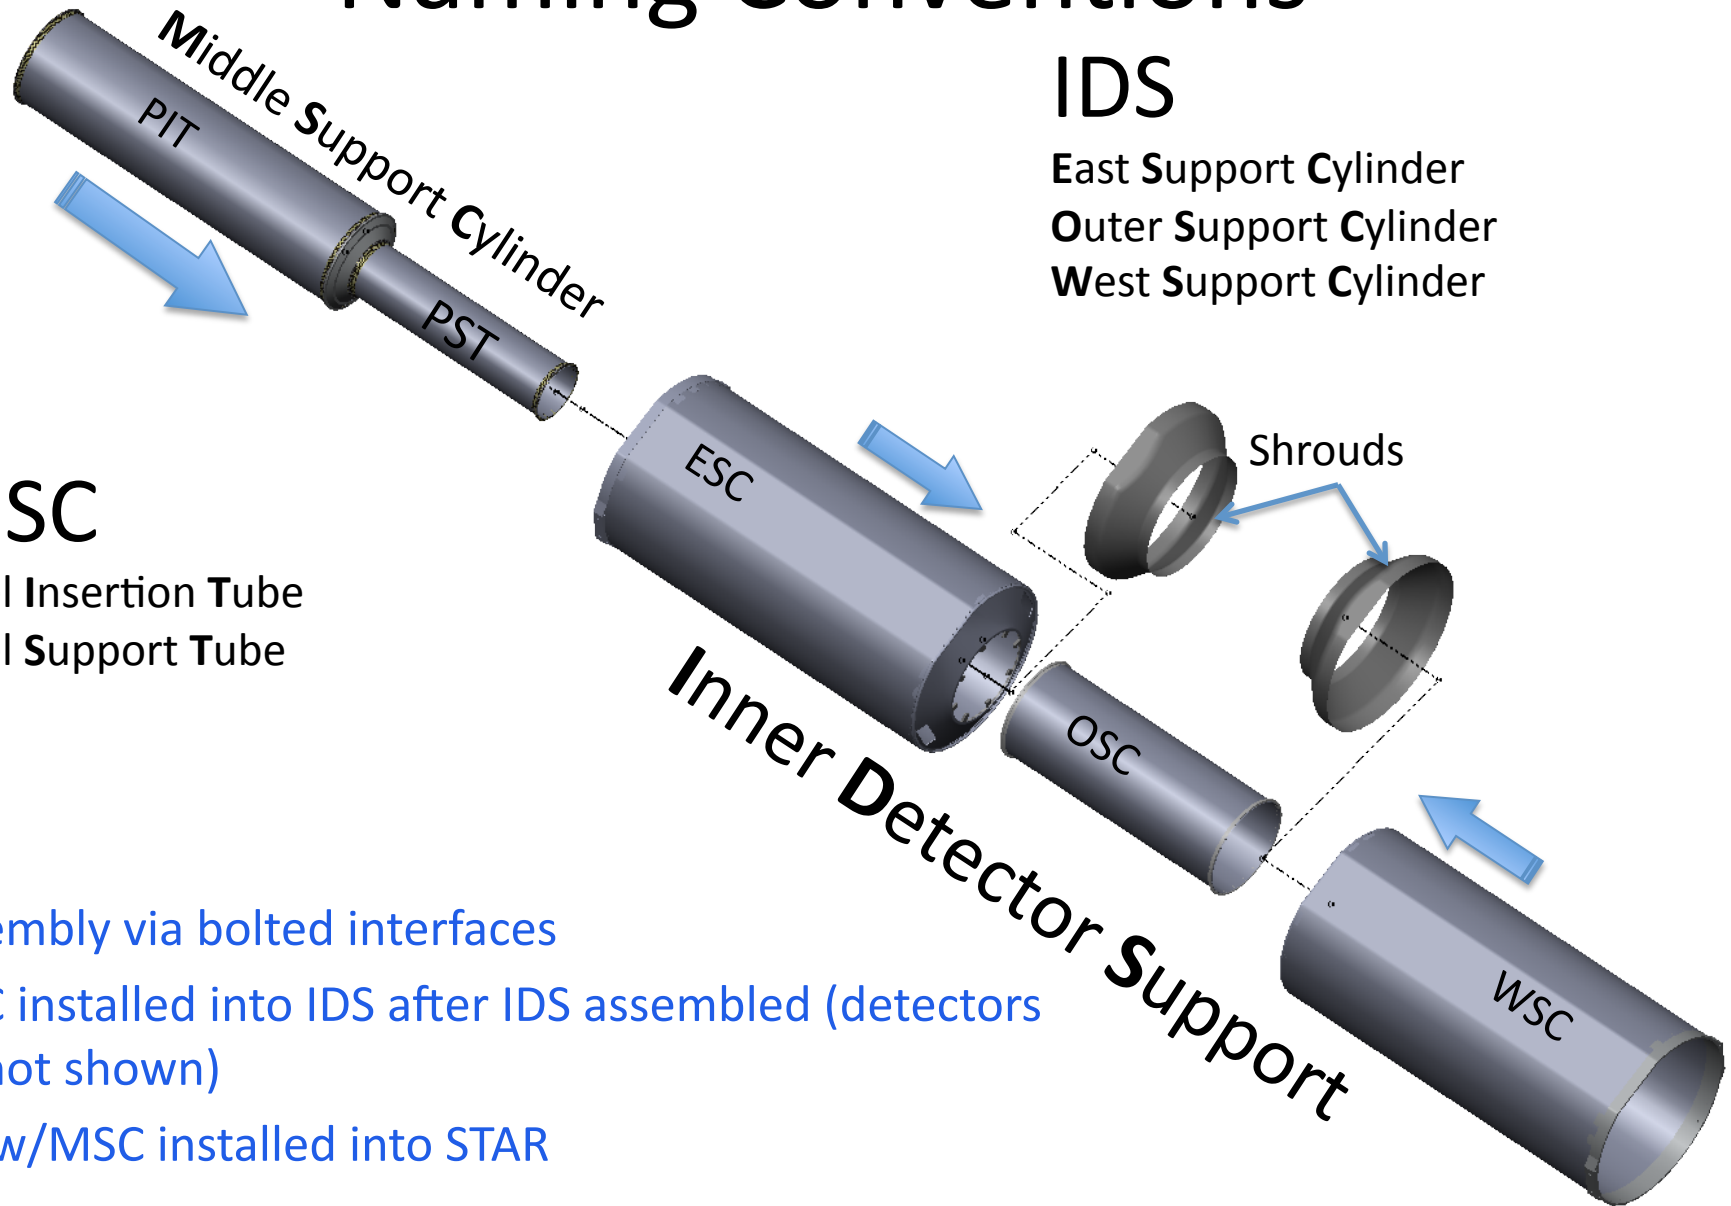 Naming Conventions
Middle Support Cylinder
PIT
PST
IDS
East Support Cylinder
Outer Support Cylinder
West Support Cylinder
Shrouds
ESC
SC
l Insertion Tube
l Support Tube
OSC
Inner Detector Support
WSC
embly via bolted interfaces
C installed into IDS after IDS assembled (detectors
not shown)
w/MSC installed into STAR